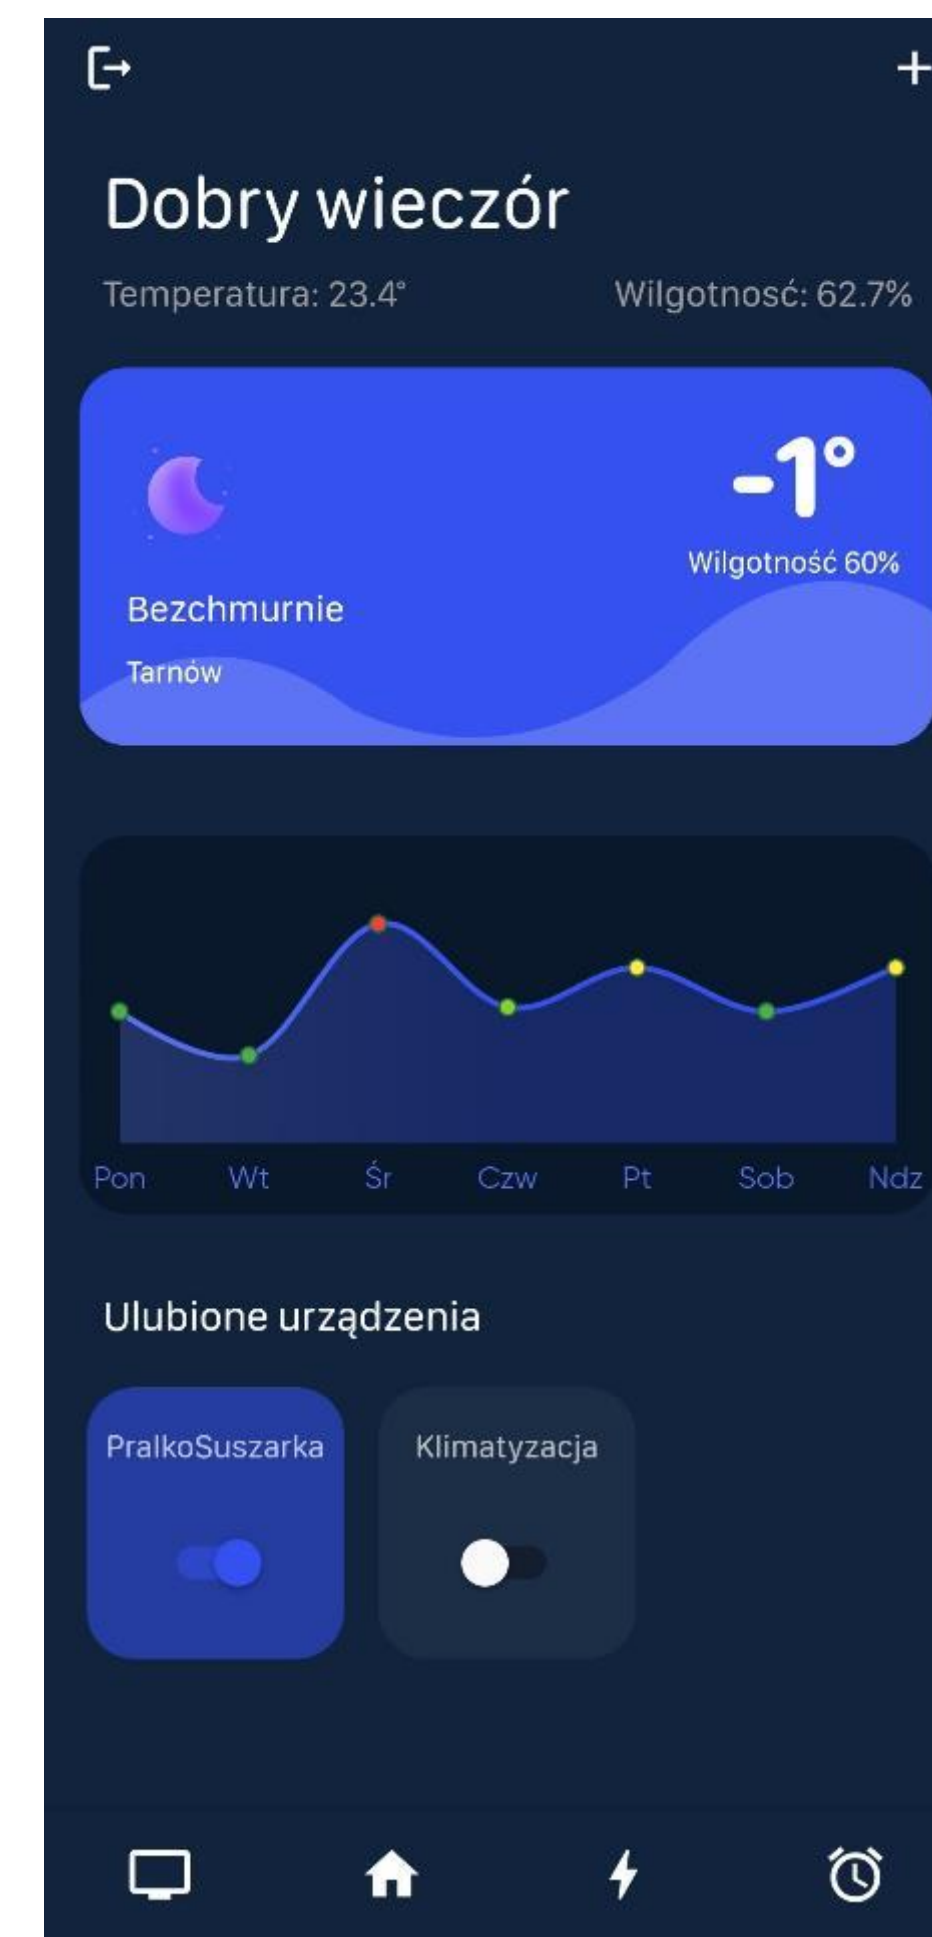 Dobry wieczór
Temperatura: 23.4°
Wilgotnosć: 62.7%
-1°
Wilgotność 60%
Bezchmurnie
Tarnów
Pon Wt Śr Czw Pt Sob Ndz
Ulubione urządzenia
PralkoSuszarka
Klimatyzacja